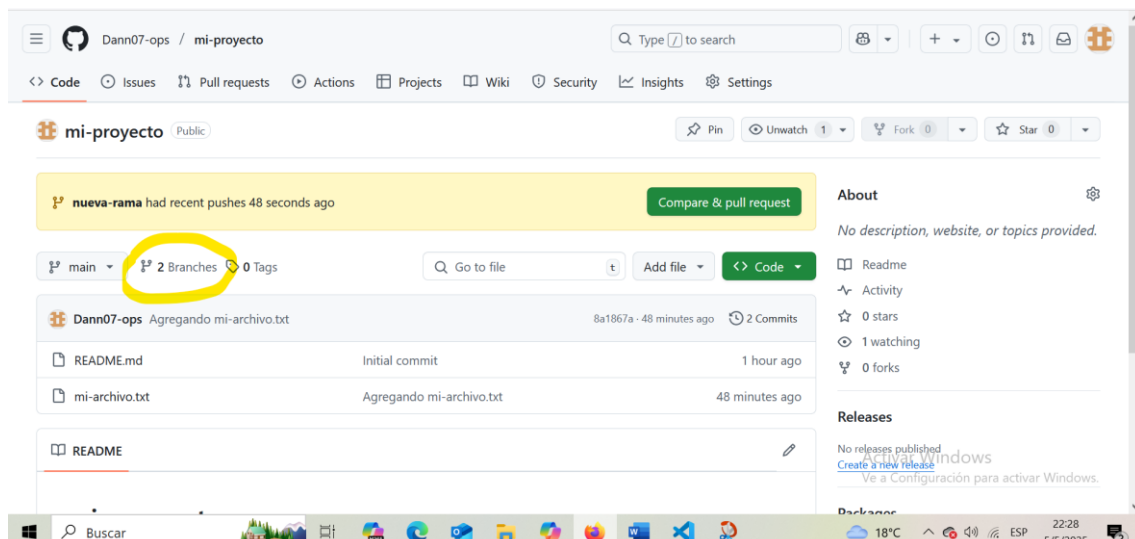 Dann07-ops / mi-proyecto
Type / to search
Code Issues Pull requests Actions Projects Wiki Security Insights Settings
mi-proyecto Public
Pin Unwatch 1 Fork 0 Star 0
nueva-rama had recent pushes 48 seconds ago
Compare & pull request
main 2 Branches 0 Tags
Go to file t Add file <> Code
Dann07-ops Agregando mi-archivo.txt 8a1867a · 48 minutes ago 2 Commits
README.md Initial commit 1 hour ago
mi-archivo.txt Agregando mi-archivo.txt 48 minutes ago
README
About
No description, website, or topics provided.
Readme
Activity
0 stars
1 watching
0 forks
Releases
No releases published
Create a new release
Activar Windows
Ve a Configuración para activar Windows.
Packages
Buscar
18°C ESP 22:28